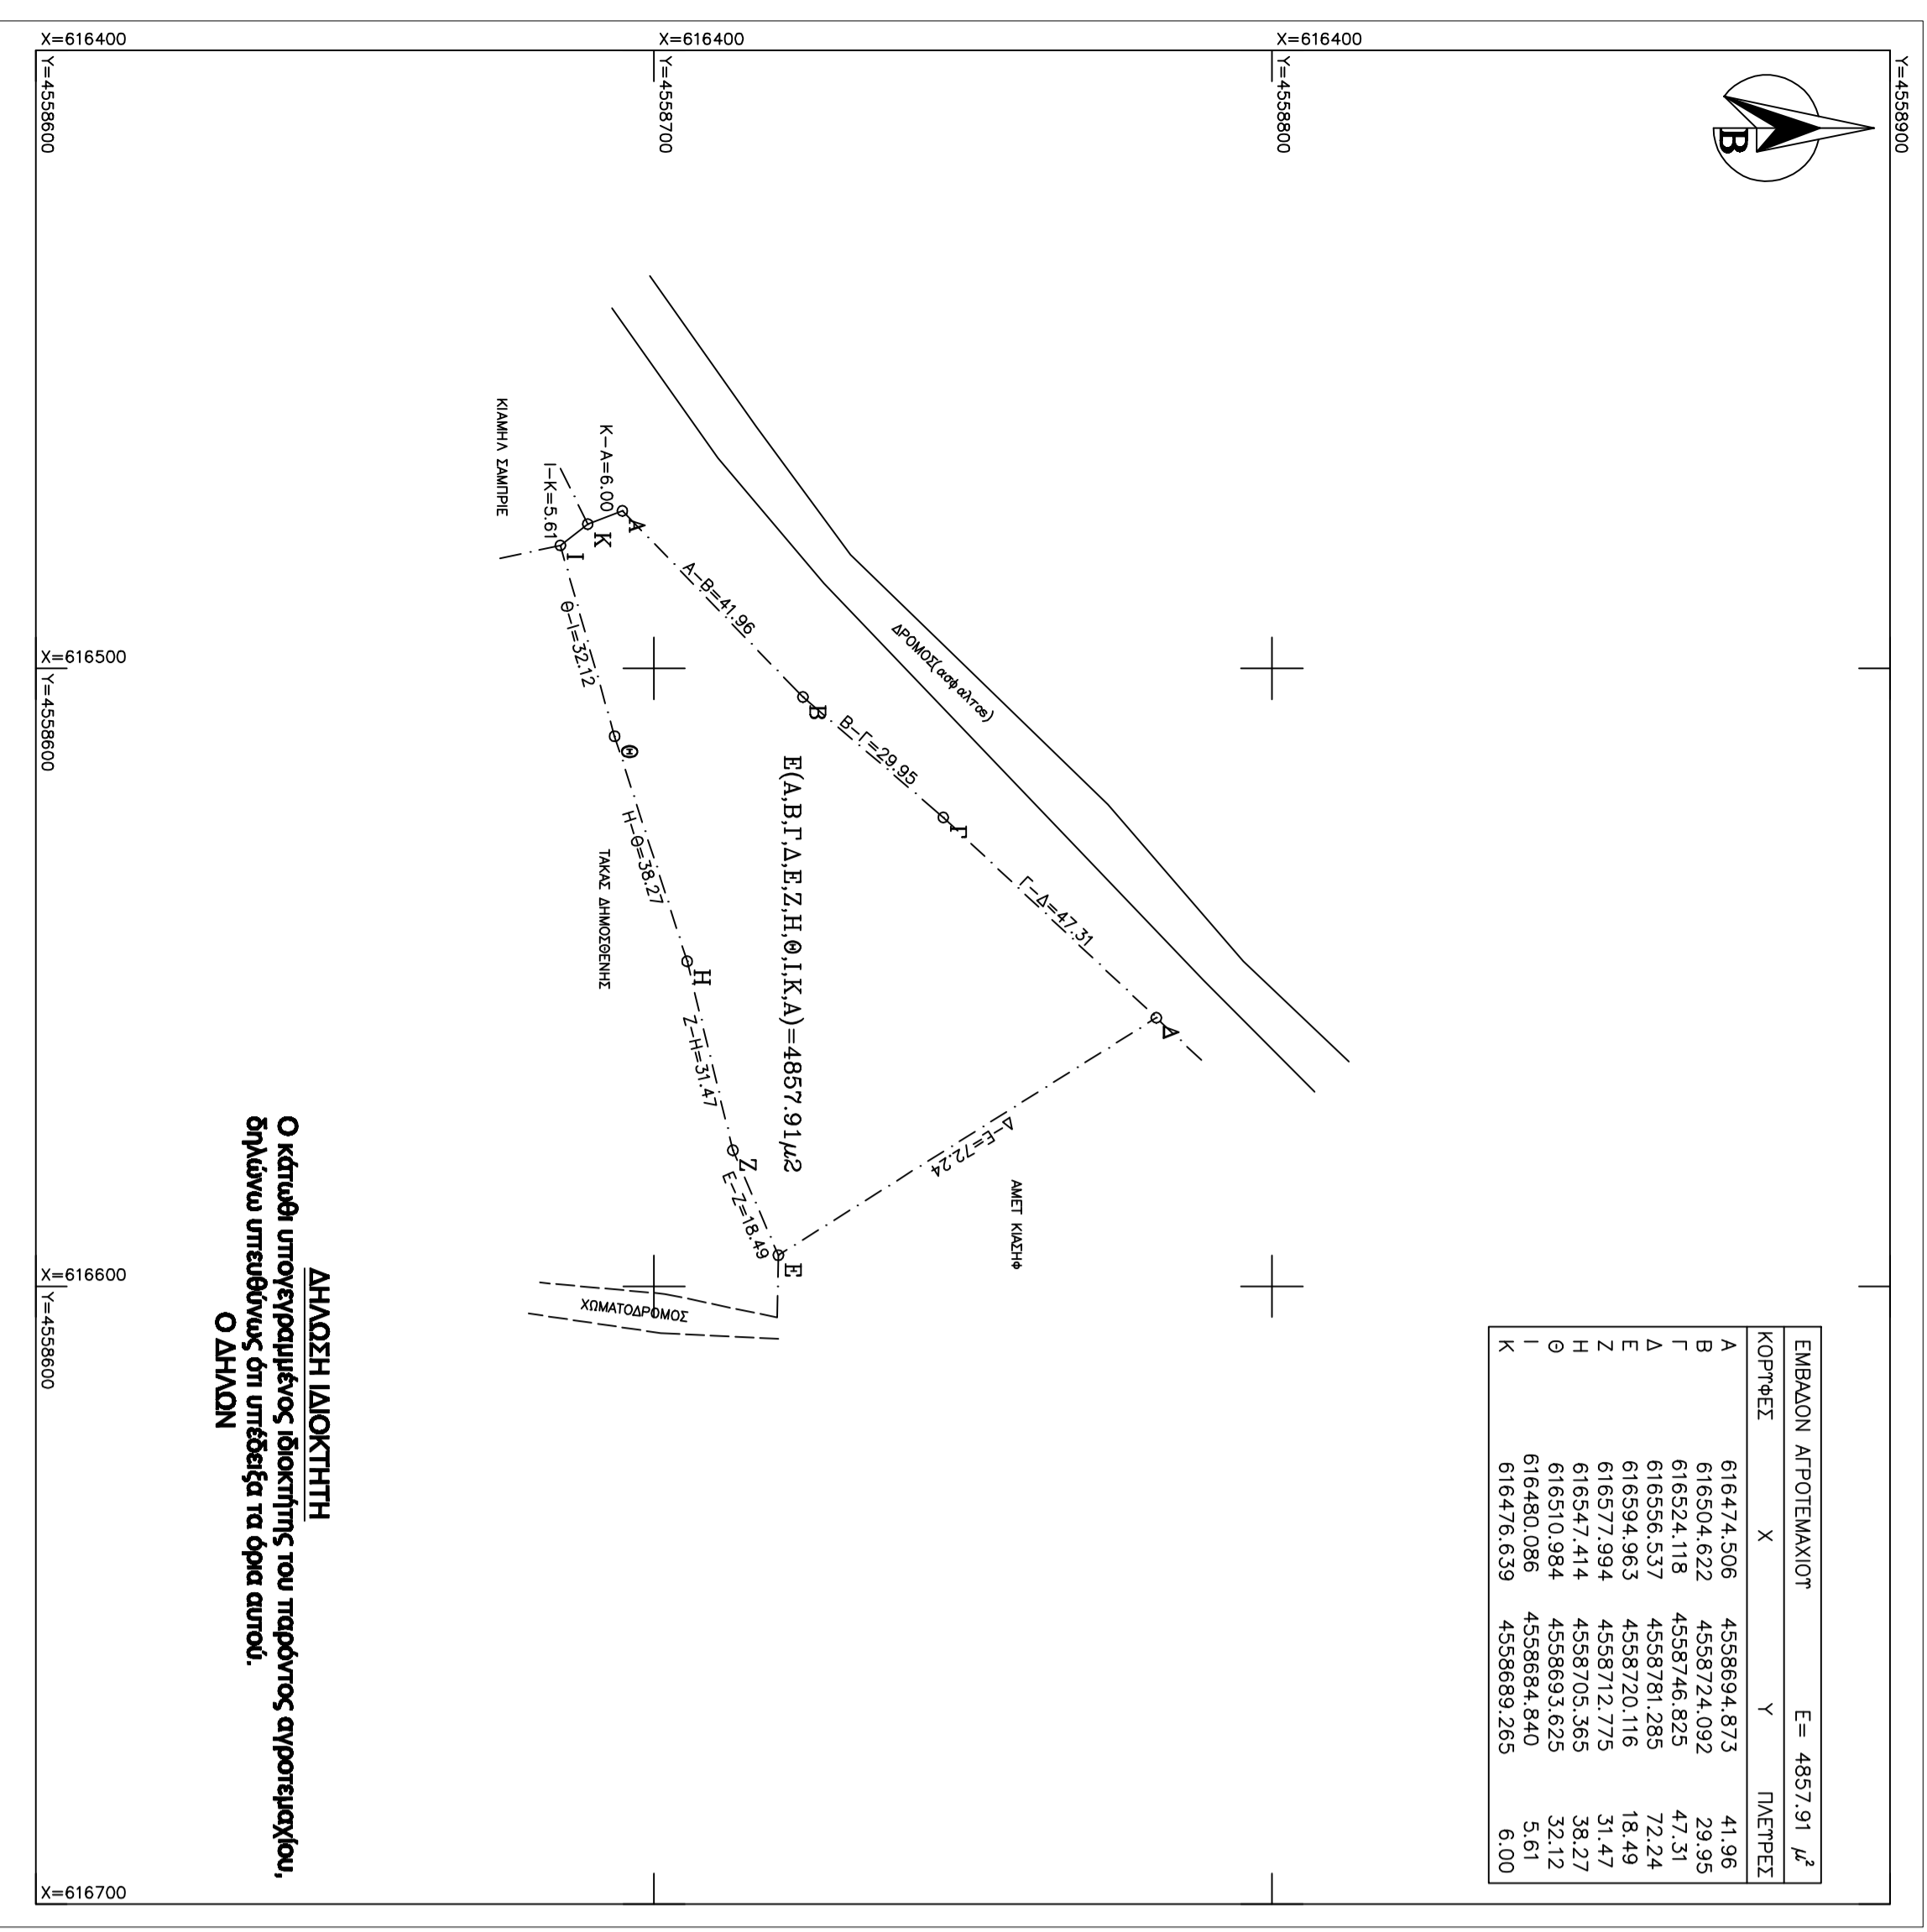 X=616400
X=616400
X=616400
Y=4558600
Y=4558700
Y=4558800
Y=4558900
B
ΕΜΒΑΔΟΝ ΑΓΡΟΤΕΜΑΧΙΟϒ E= 4857.91 μ²
ΚΟΡϒΦΕΣ X Y ΠΛΕϒΡΕΣ
Α 616474.506 4558694.873 41.96
Β 616504.622 4558724.092 29.95
Γ 616524.118 4558746.825 47.31
Δ 616556.537 4558781.285 72.24
Ε 616594.963 4558720.116 18.49
Ζ 616577.994 4558712.775 31.47
Η 616547.414 4558705.365 38.27
Θ 616510.984 4558693.625 32.12
Ι 616480.086 4558684.840 5.61
Κ 616476.639 4558689.265 6.00
ΔΡΟΜΟΣ(ασφαλτος)
Κ-Α=6.00
Ι-Κ=5.61
ΚΙΑΜΗΛ ΣΑΜΠΡΙΕ
Α
Κ
Ι
Α-Β=41.96
Β
Β-Γ=29.95
Γ
Γ-Δ=47.31
Δ
Δ-Ε=72.24
ΑΜΕΤ ΚΙΑΣΗΦ
Θ-Ι=32.12
Θ
Η-Θ=38.27
ΤΑΚΑΣ ΔΗΜΟΣΘΕΝΗΣ
Η
Ζ-Η=31.47
Ζ
Ε-Ζ=18.49
Ε
Ε(Α,Β,Γ,Δ,Ε,Ζ,Η,Θ,Ι,Κ,Α)=4857.91μ2
ΧΩΜΑΤΟΔΡΟΜΟΣ
X=616500
Y=4558600
X=616600
Y=4558600
X=616700
ΔΗΛΩΣΗ ΙΔΙΟΚΤΗΤΗ
Ο κάτωθι υπογεγραμμένος ιδιοκτήτης του παρόντος αγροτεμαχίου,
δηλώνω υπευθύνως ότι υπέδειξα τα όρια αυτού.
Ο ΔΗΛΩΝ